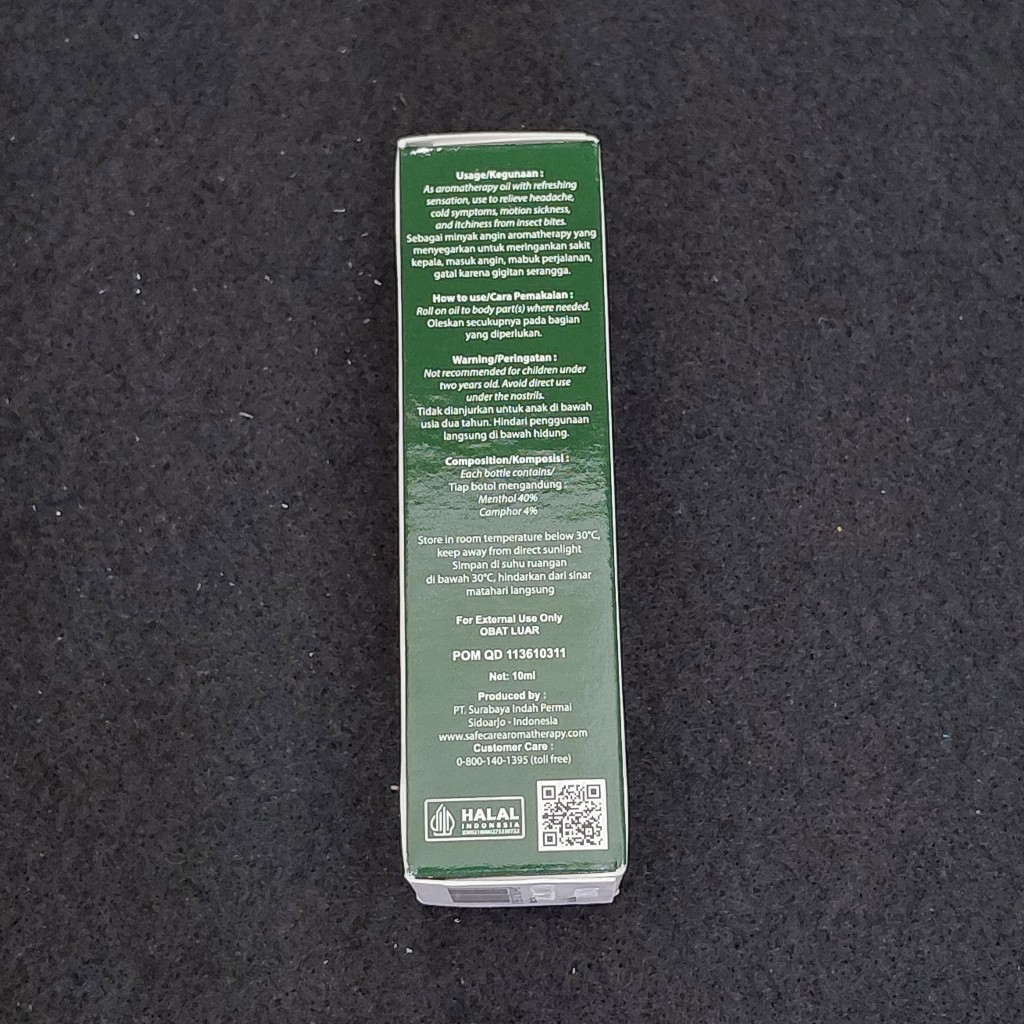 Usage/Kegunaan :
As aromatherapy oil with refreshing
sensation, use to relieve headache,
cold symptoms, motion sickness,
and itchiness from insect bites.
Sebagai minyak angin aromatherapy yang
menyegarkan untuk meringankan sakit
kepala, masuk angin, mabuk perjalanan,
gatal karena gigitan serangga.
How to use/Cara Pemakaian :
Roll on oil to body part(s) where needed.
Oleskan secukupnya pada bagian
yang diperlukan.
Warning/Peringatan :
Not recommended for children under
two years old. Avoid direct use
under the nostrils.
Tidak dianjurkan untuk anak di bawah
usia dua tahun. Hindari penggunaan
langsung di bawah hidung.
Composition/Komposisi :
Each bottle contains/
Tiap botol mengandung :
Menthol 40%
Camphor 4%
Store in room temperature below 30°C,
keep away from direct sunlight
Simpan di suhu ruangan
di bawah 30°C, hindarkan dari sinar
matahari langsung
For External Use Only
OBAT LUAR
POM QD 113610311
Net: 10ml
Produced by :
PT. Surabaya Indah Permai
Sidoarjo - Indonesia
www.safecarearomatherapy.com
Customer Care :
0-800-140-1395 (toll free)
HALAL
INDONESIA